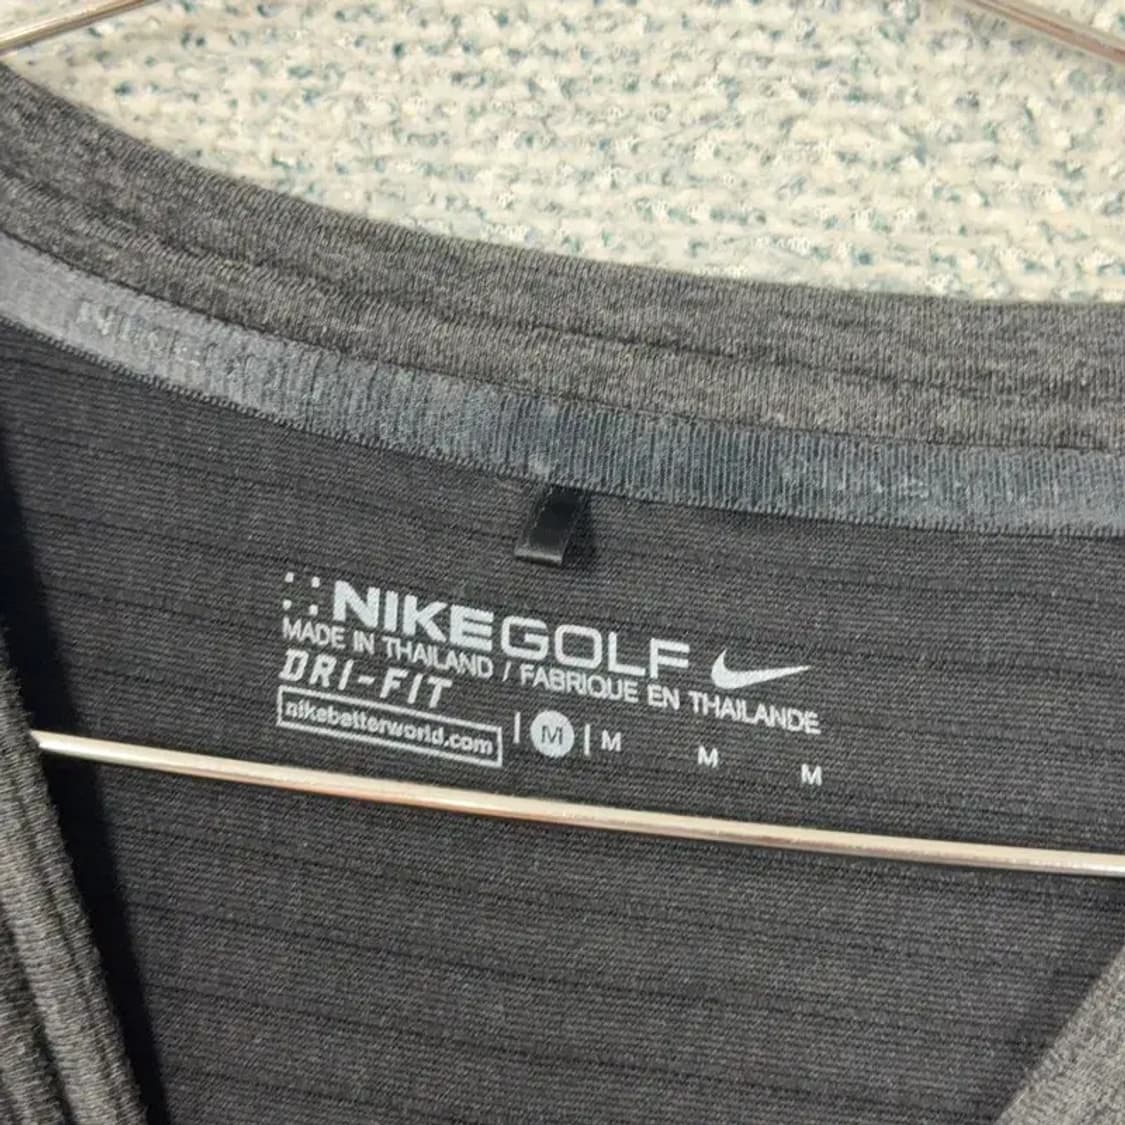 NIKEGOLF
MADE IN THAILAND / FABRIQUE EN THAILANDE
DRI-FIT
nikebetterworld.com | M | M M M